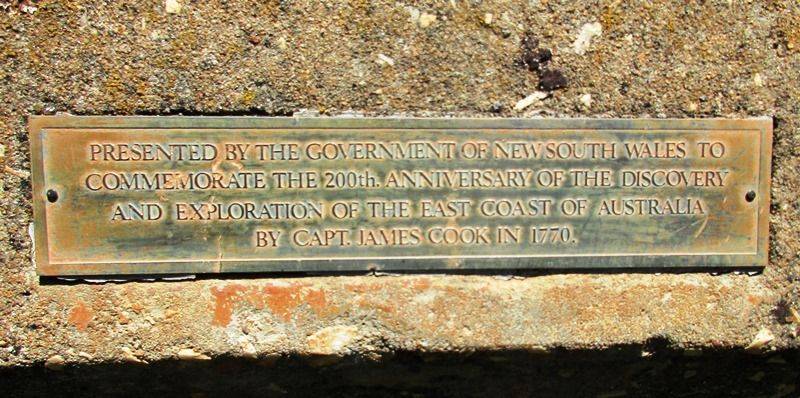 PRESENTED BY THE GOVERNMENT OF NEW SOUTH WALES TO
COMMEMORATE THE 200th. ANNIVERSARY OF THE DISCOVERY
AND EXPLORATION OF THE EAST COAST OF AUSTRALIA
BY CAPT. JAMES COOK IN 1770.